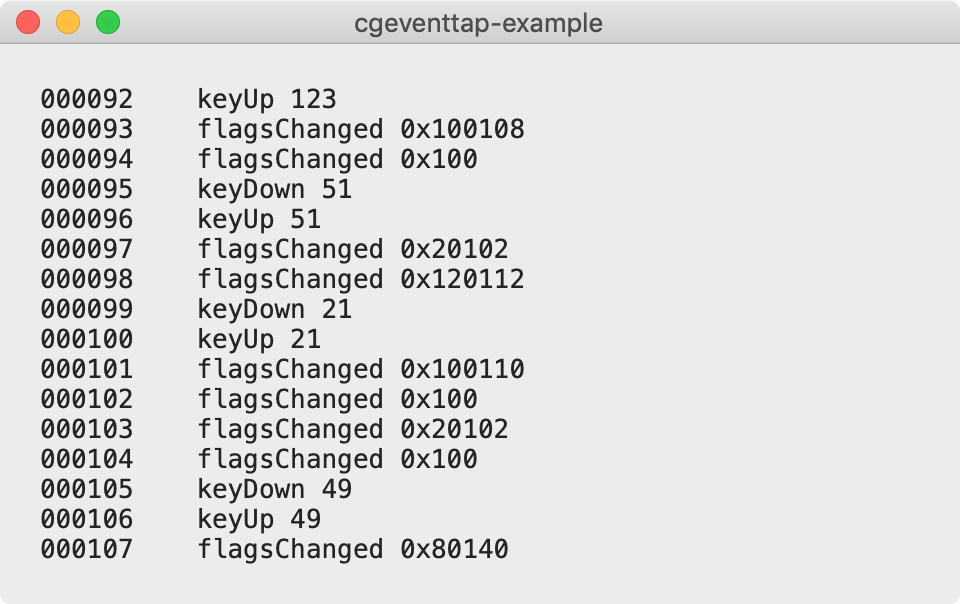 cgeventtap-example
000092 keyUp 123
000093 flagsChanged 0x100108
000094 flagsChanged 0x100
000095 keyDown 51
000096 keyUp 51
000097 flagsChanged 0x20102
000098 flagsChanged 0x120112
000099 keyDown 21
000100 keyUp 21
000101 flagsChanged 0x100110
000102 flagsChanged 0x100
000103 flagsChanged 0x20102
000104 flagsChanged 0x100
000105 keyDown 49
000106 keyUp 49
000107 flagsChanged 0x80140